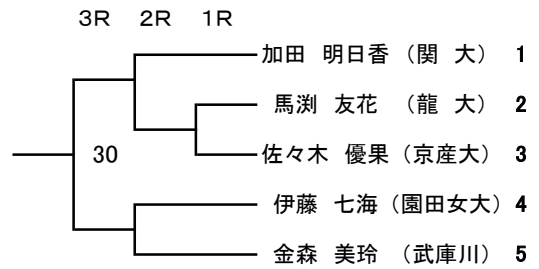 ３Ｒ　２Ｒ　１Ｒ
加田　明日香（関　大）　1
馬渕　友花　（龍　大）　2
30
佐々木　優果（京産大）　3
伊藤　七海（園田女大）　4
金森　美玲　（武庫川）　5